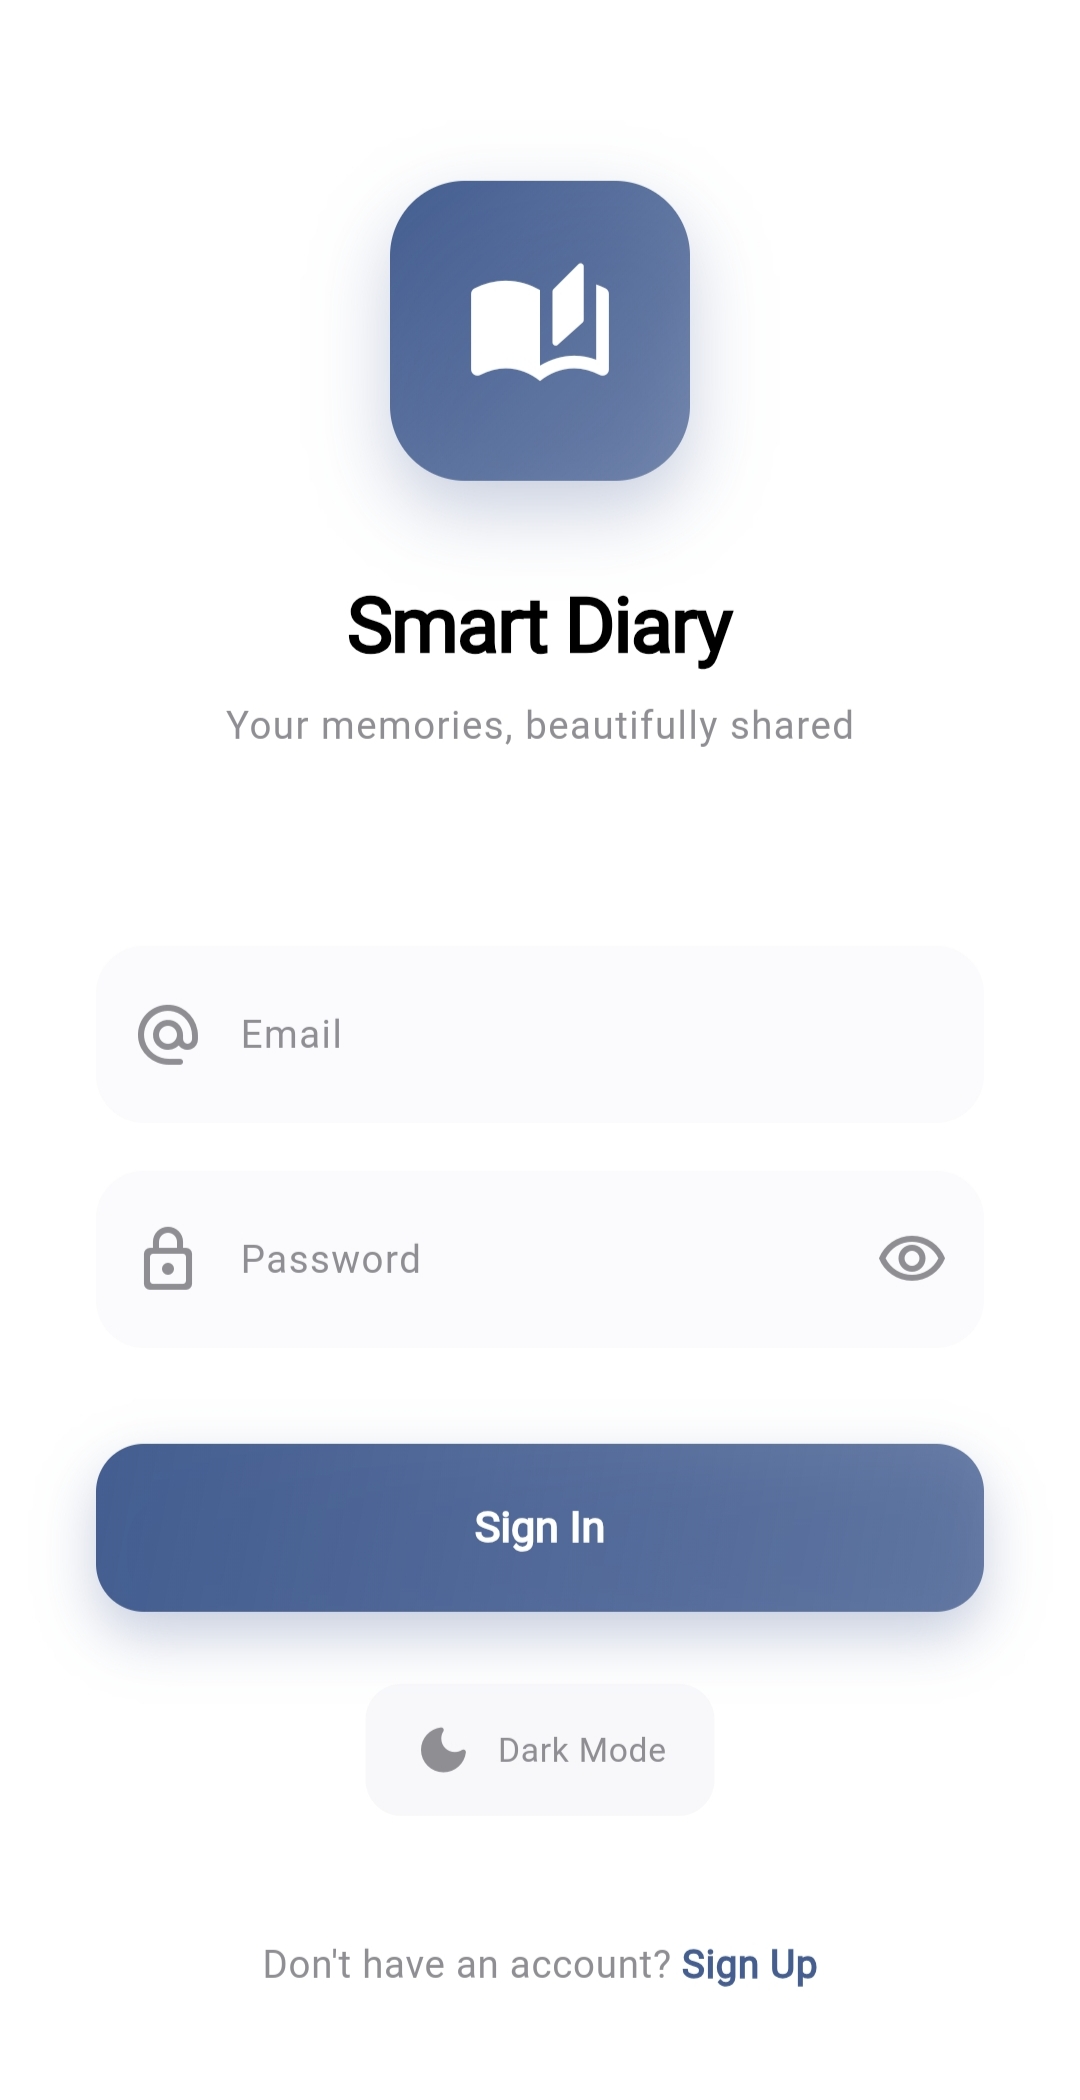 Smart Diary
Your memories, beautifully shared
Email
Password
Sign In
Dark Mode
Don't have an account? Sign Up